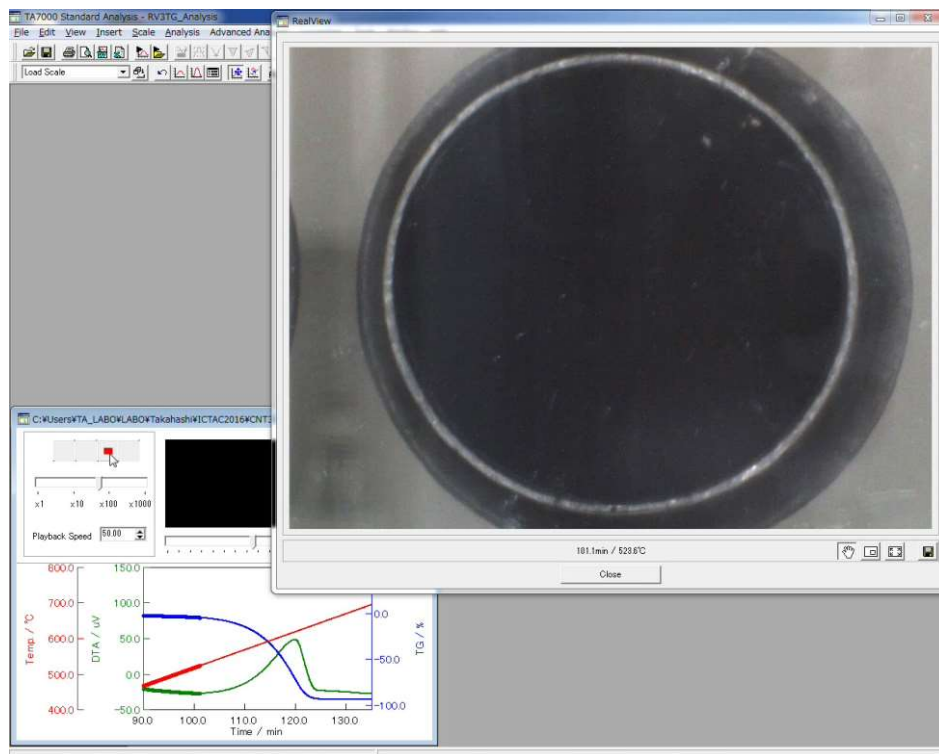 TA7000 Standard Analysis - RV3TG_Analysis
File Edit View Insert Scale Analysis Advanced Ana
Load Scale
RealView
101.1min / 523.6℃
Close
C:¥Users¥TA_LABO¥LABO¥Takahashi¥ICTAC2016¥CNT
x1 x10 x100 x1000
Playback Speed 50.00
Temp. / ℃
800.0
700.0
600.0
500.0
400.0
DTA / uV
150.0
100.0
50.0
0.0
-50.0
0.0
-50.0
-100.0
TG / %
90.0 100.0 110.0 120.0 130.0
Time / min